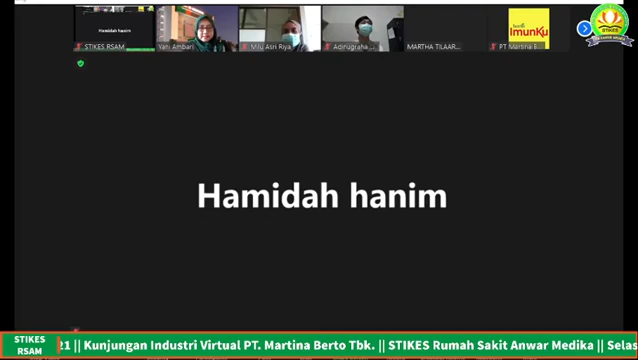 Hamidah hanim
STIKES RSAM
Yani Ambari
Milu Asri Riya
Adinugraha
MARTHA TILAAR...
PT Martina B
ImunKu
STIKES
Hamidah hanim
STIKES
RSAM
21 || Kunjungan Industri Virtual PT. Martina Berto Tbk. || STIKES Rumah Sakit Anwar Medika || Selas